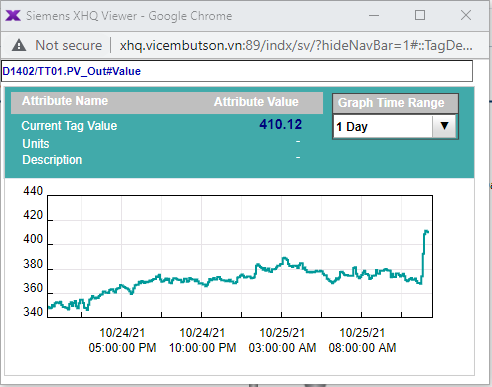 Siemens XHQ Viewer - Google Chrome
Not secure xhq.vicembutson.vn:89/indx/sv/?hideNavBar=1#::TagDe...
D1402/TT01.PV_Out#Value
Attribute Name Attribute Value Graph Time Range
Current Tag Value 410.12 1 Day
Units -
Description -
440
420
400
380
360
340
10/24/21 10/24/21 10/25/21 10/25/21
05:00:00 PM 10:00:00 PM 03:00:00 AM 08:00:00 AM